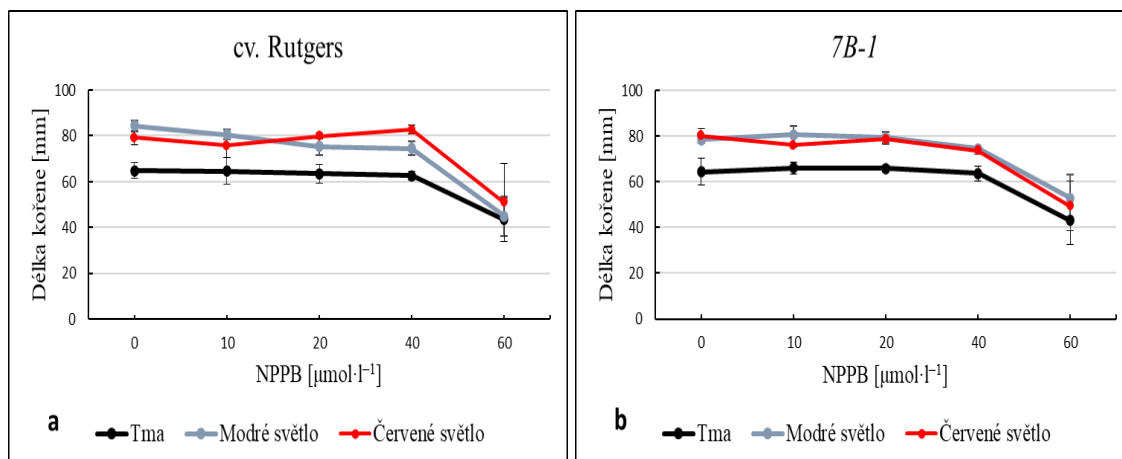 cv. Rutgers
Délka kořene [mm]
100
80
60
40
20
0
0 10 20 40 60
NPPB [μmol·l⁻¹]
a
Tma Modré světlo Červené světlo
7B-1
Délka kořene [mm]
100
80
60
40
20
0
0 10 20 40 60
NPPB [μmol·l⁻¹]
b
Tma Modré světlo Červené světlo